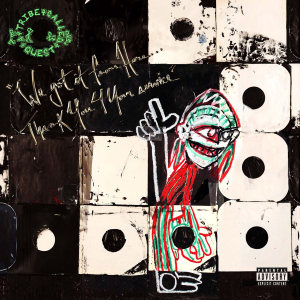 A TRIBE CALLED QUEST
"We got it from Here...
Thank You 4 Your service"
PARENTAL
ADVISORY
EXPLICIT CONTENT